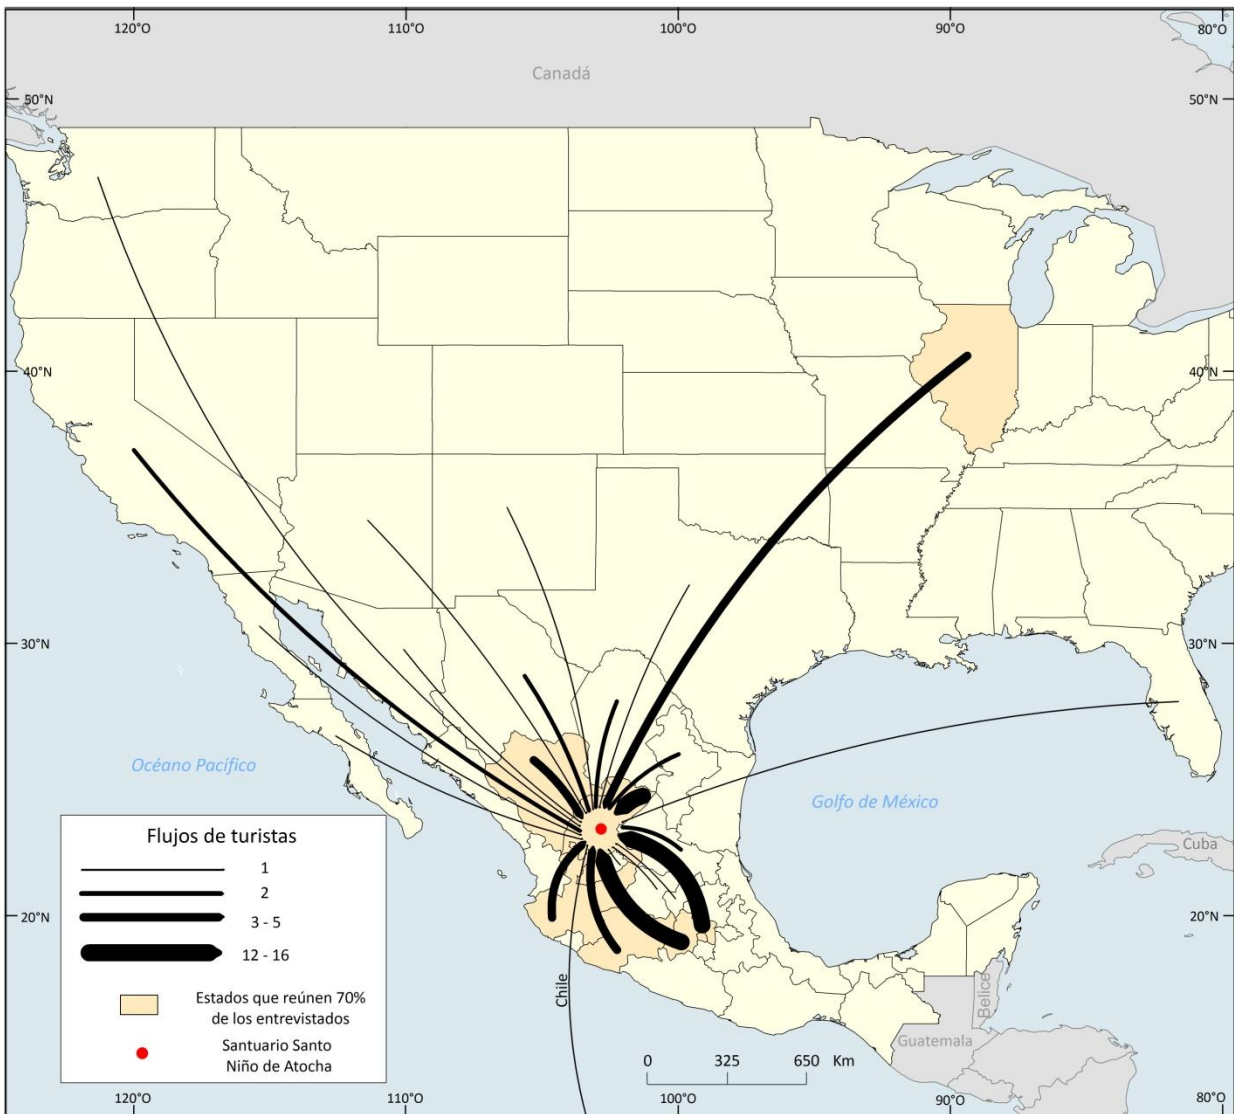 120°O
110°O
100°O
90°O
80°O
Canadá
50°N
50°N
40°N
40°N
30°N
30°N
Océano Pacífico
Golfo de México
Cuba
Flujos de turistas
1
2
3 - 5
12 - 16
Estados que reúnen 70%
de los entrevistados
Santuario Santo
Niño de Atocha
20°N
20°N
Chile
Belice
Guatemala
0 325 650 Km
120°O
110°O
100°O
90°O
80°O